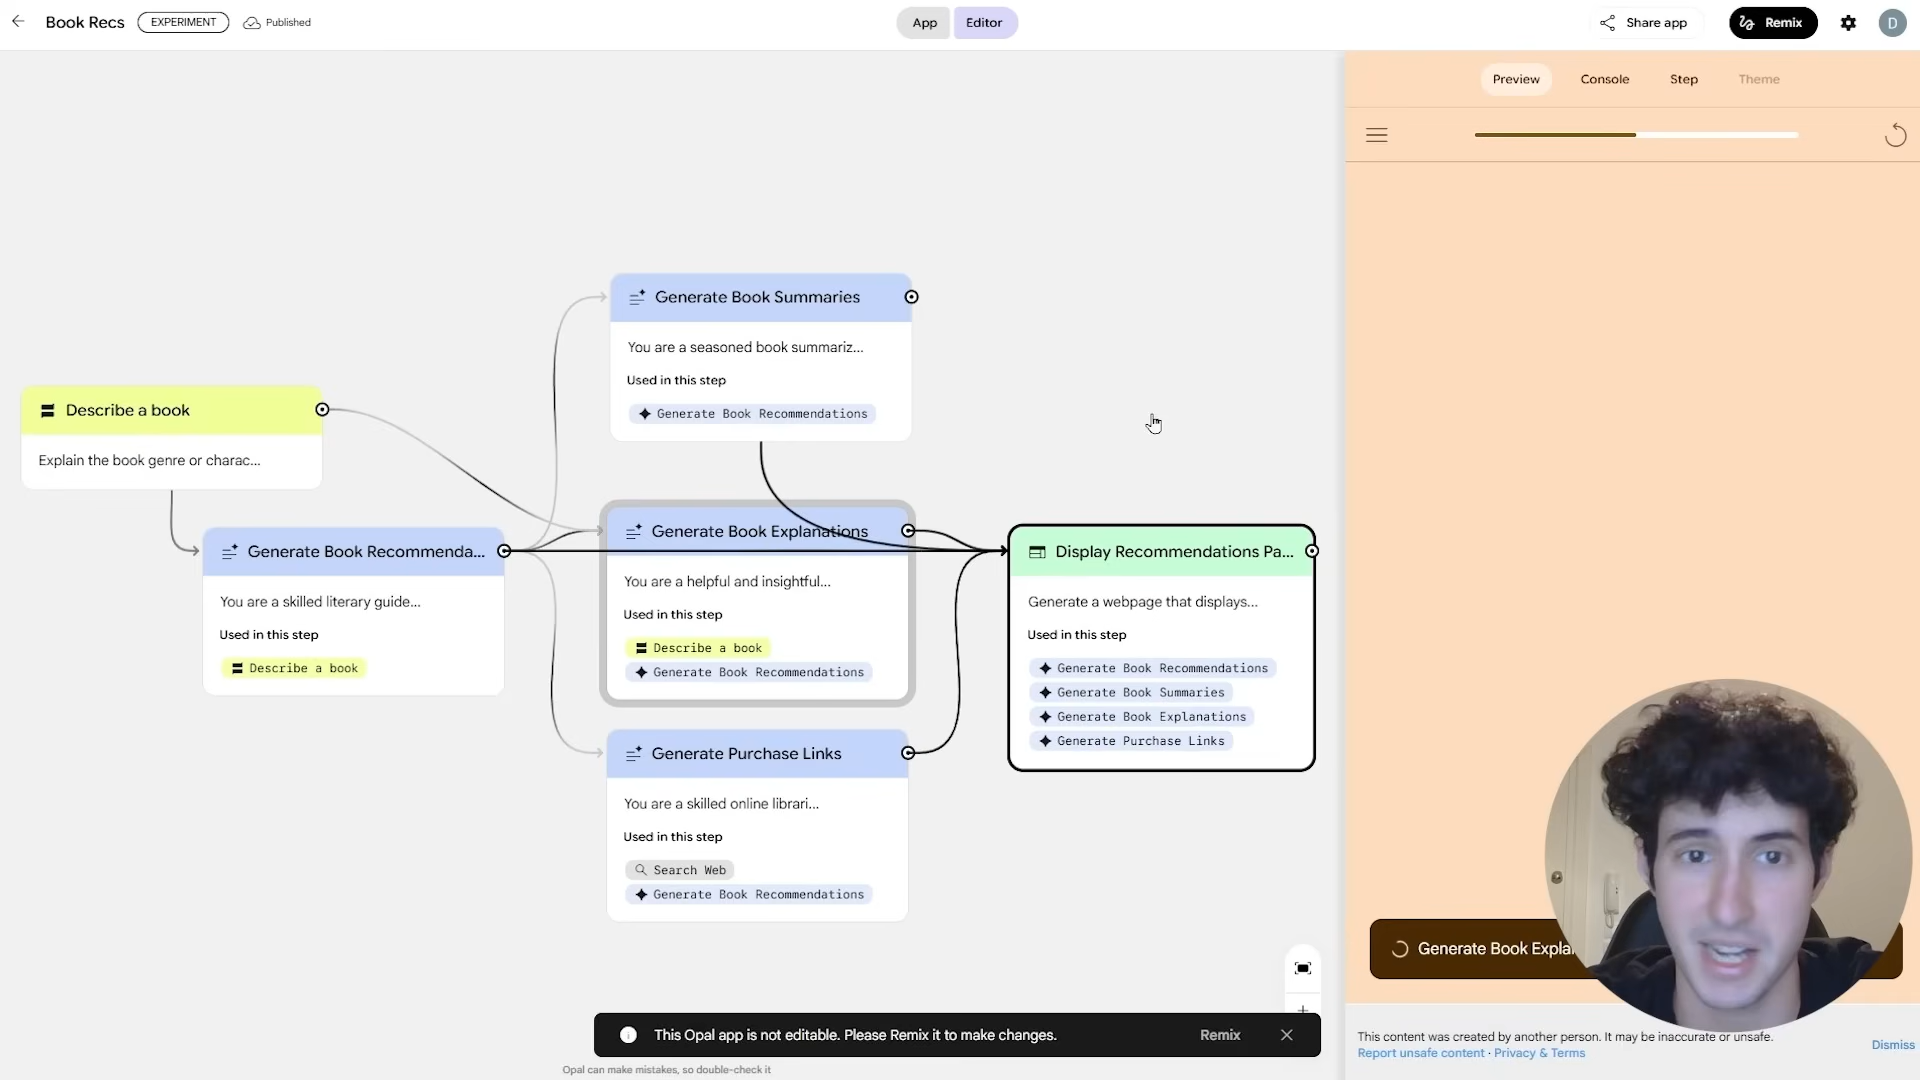 Book Recs
EXPERIMENT
Published
App
Editor
Share app
Remix
D
Preview
Console
Step
Theme
Generate Book Summaries
You are a seasoned book summariz...
Used in this step
Generate Book Recommendations
Describe a book
Explain the book genre or charac...
Generate Book Recommenda...
You are a skilled literary guide...
Used in this step
Describe a book
Generate Book Explanations
You are a helpful and insightful...
Used in this step
Describe a book
Generate Book Recommendations
Display Recommendations Pa...
Generate a webpage that displays...
Used in this step
Generate Book Recommendations
Generate Book Summaries
Generate Book Explanations
Generate Purchase Links
Generate Purchase Links
You are a skilled online librari...
Used in this step
Search Web
Generate Book Recommendations
Generate Book Expla
This Opal app is not editable. Please Remix it to make changes.
Remix
Opal can make mistakes, so double-check it
This content was created by another person. It may be inaccurate or unsafe.
Report unsafe content · Privacy & Terms
Dismiss